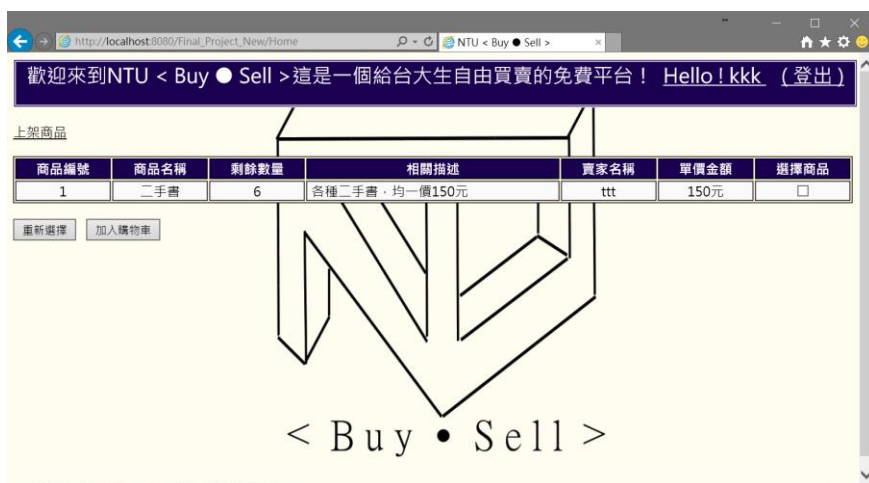 http://localhost:8080/Final_Project_New/Home
NTU < Buy ● Sell >
歡迎來到NTU < Buy ● Sell >這是一個給台大生自由買賣的免費平台！ Hello ! kkk （登出）
上架商品
商品編號 商品名稱 剩餘數量 相關描述 賣家名稱 單價金額 選擇商品
1 二手書 6 各種二手書，均一價150元 ttt 150元
重新選擇 加入購物車
< Buy • Sell >